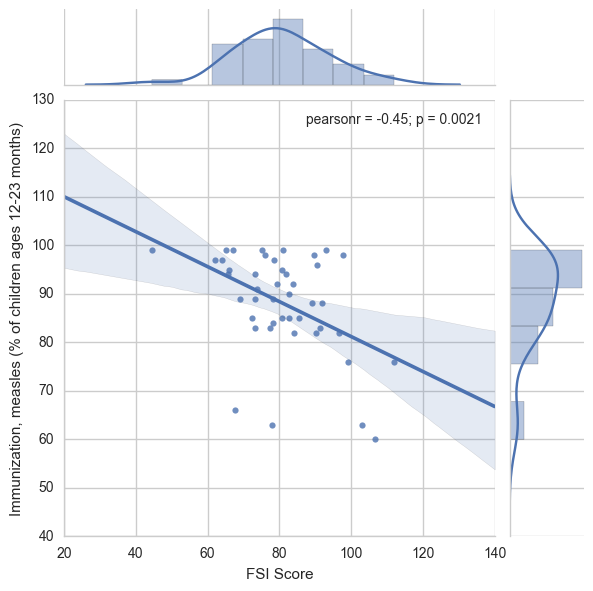 pearsonr = -0.45; p = 0.0021
Immunization, measles (% of children ages 12-23 months)
130
120
110
100
90
80
70
60
50
40
20 40 60 80 100 120 140
FSI Score